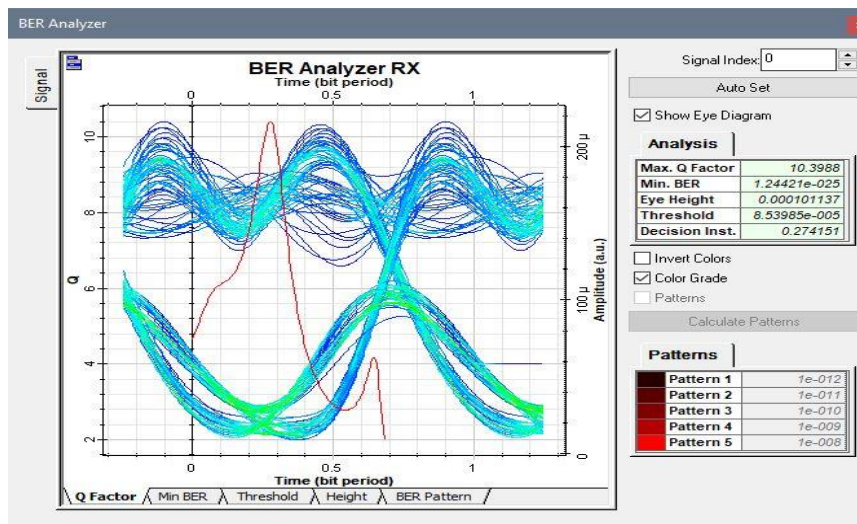 BER Analyzer
Signal
BER Analyzer RX
Time (bit period)
0 0.5 1
Q
10
8
6
4
2
Amplitude (a.u.)
200 µ
100 µ
0
0 0.5 1
Time (bit period)
Q Factor Min BER Threshold Height BER Pattern
Signal Index: 0
Auto Set
Show Eye Diagram
Analysis
Max. Q Factor 10.3988
Min. BER 1.24421e-025
Eye Height 0.000101137
Threshold 8.53985e-005
Decision Inst. 0.274151
Invert Colors
Color Grade
Patterns
Calculate Patterns
Patterns
Pattern 1 1e-012
Pattern 2 1e-011
Pattern 3 1e-010
Pattern 4 1e-009
Pattern 5 1e-008